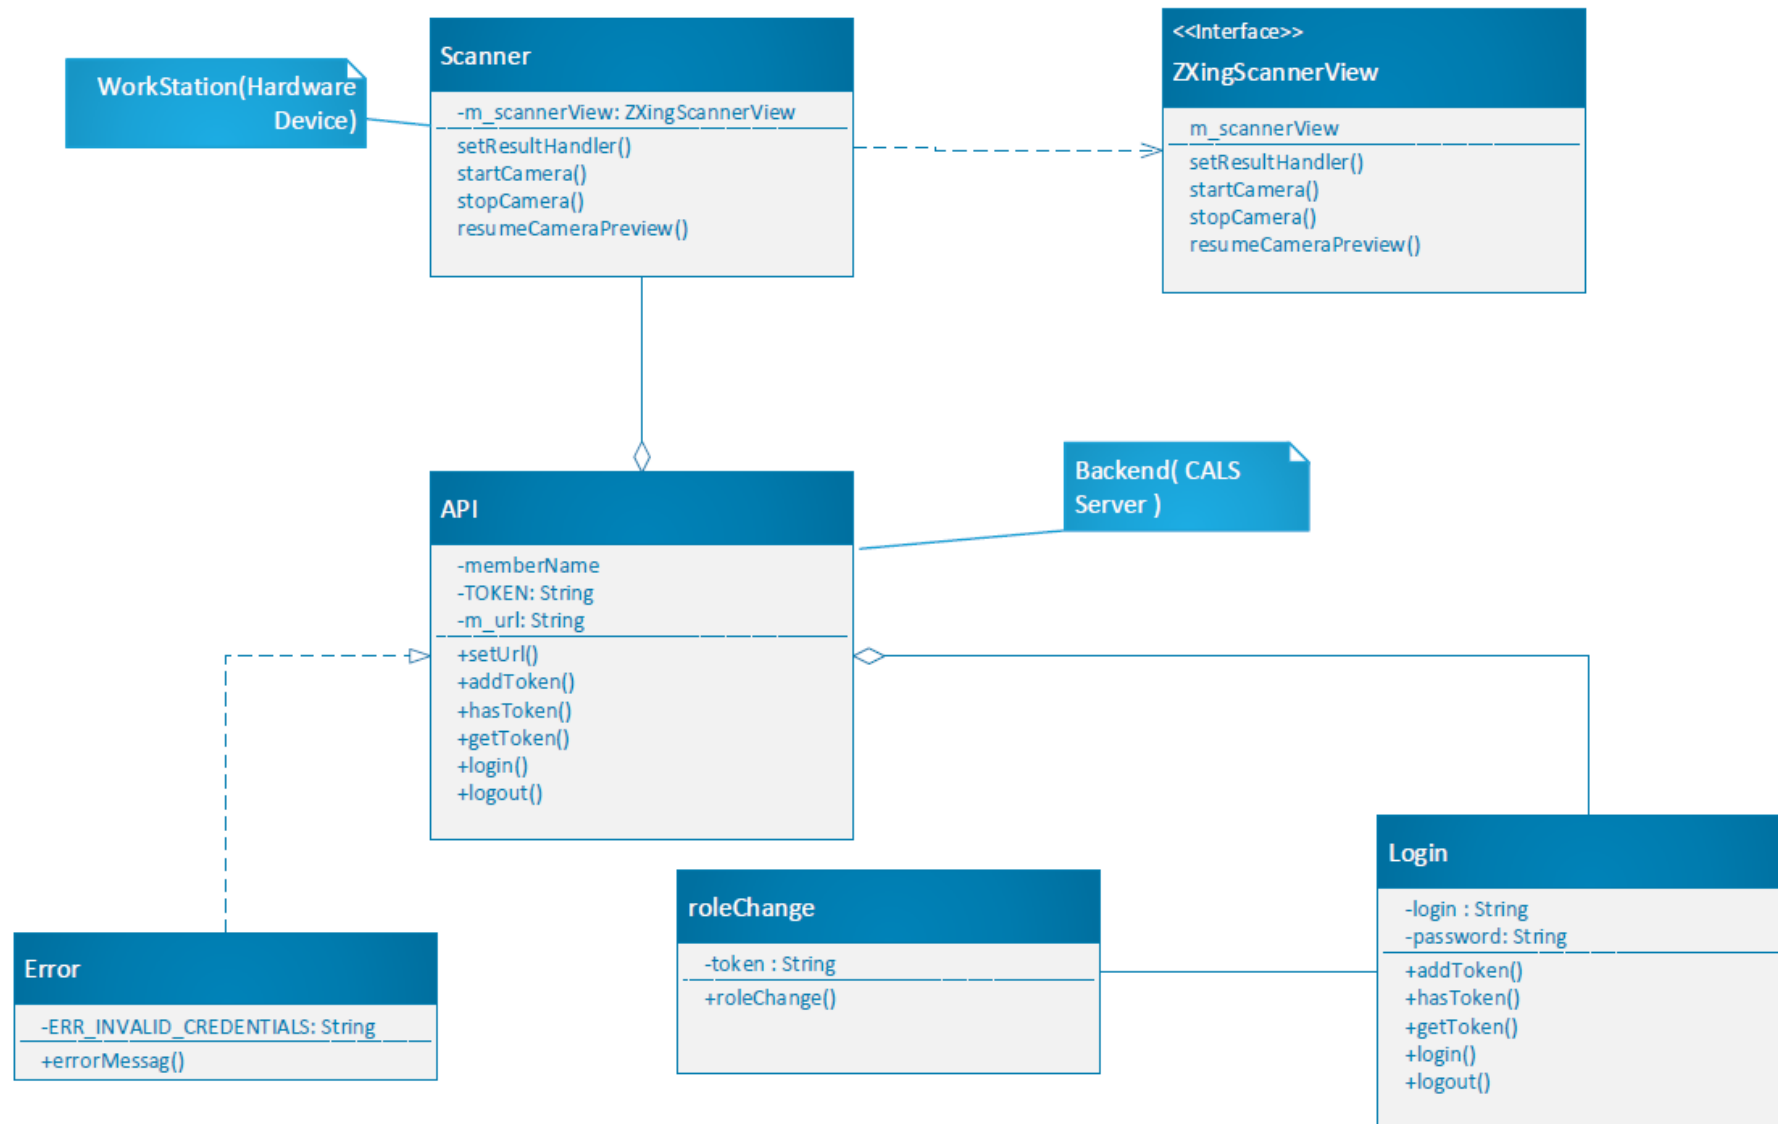 WorkStation(Hardware
Device)
Scanner
-m_scannerView: ZXingScannerView
setResultHandler()
startCamera()
stopCamera()
resumeCameraPreview()
<<Interface>>
ZXingScannerView
m_scannerView
setResultHandler()
startCamera()
stopCamera()
resumeCameraPreview()
Backend( CALS
Server )
API
-memberName
-TOKEN: String
-m_url: String
+setUrl()
+addToken()
+hasToken()
+getToken()
+login()
+logout()
Error
-ERR_INVALID_CREDENTIALS: String
+errorMessag()
roleChange
-token : String
+roleChange()
Login
-login : String
-password: String
+addToken()
+hasToken()
+getToken()
+login()
+logout()